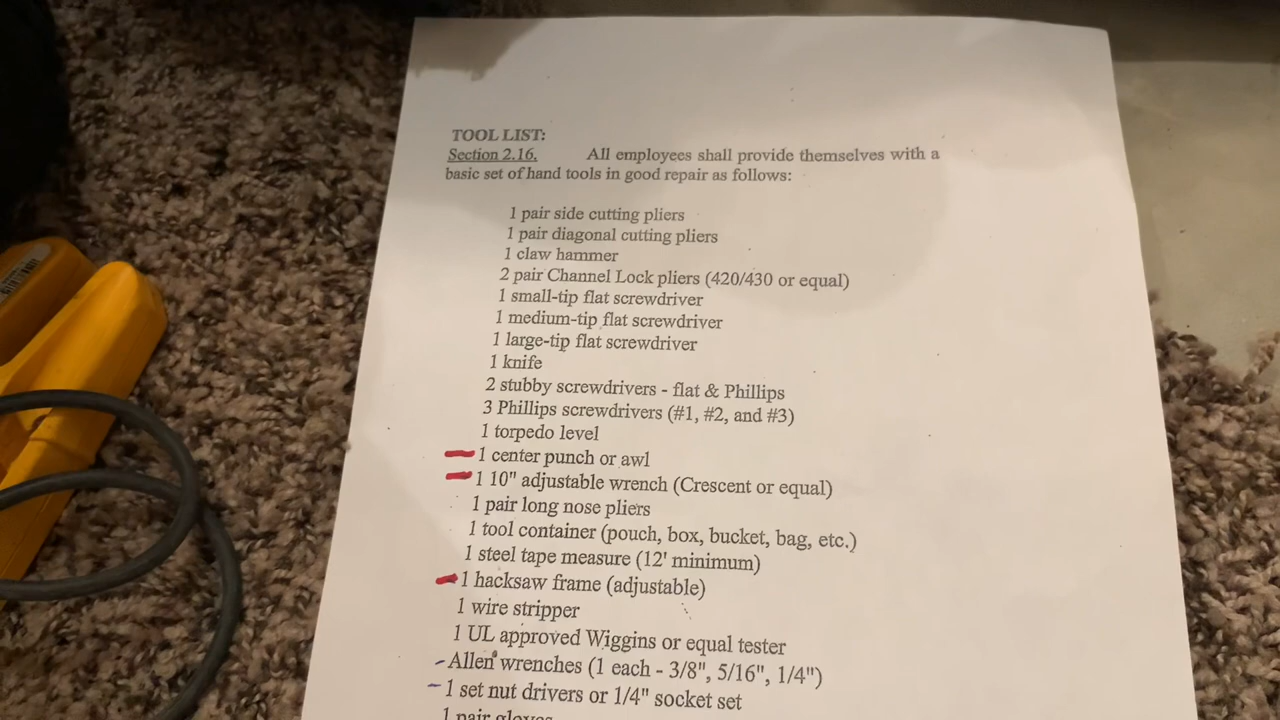 TOOL LIST:
Section 2.16. All employees shall provide themselves with a
basic set of hand tools in good repair as follows:
1 pair side cutting pliers
1 pair diagonal cutting pliers
1 claw hammer
2 pair Channel Lock pliers (420/430 or equal)
1 small-tip flat screwdriver
1 medium-tip flat screwdriver
1 large-tip flat screwdriver
1 knife
2 stubby screwdrivers - flat & Phillips
3 Phillips screwdrivers (#1, #2, and #3)
1 torpedo level
1 center punch or awl
1 10" adjustable wrench (Crescent or equal)
1 pair long nose pliers
1 tool container (pouch, box, bucket, bag, etc.)
1 steel tape measure (12' minimum)
1 hacksaw frame (adjustable)
1 wire stripper
1 UL approved Wiggins or equal tester
Allen wrenches (1 each - 3/8", 5/16", 1/4")
1 set nut drivers or 1/4" socket set
1 pair gloves